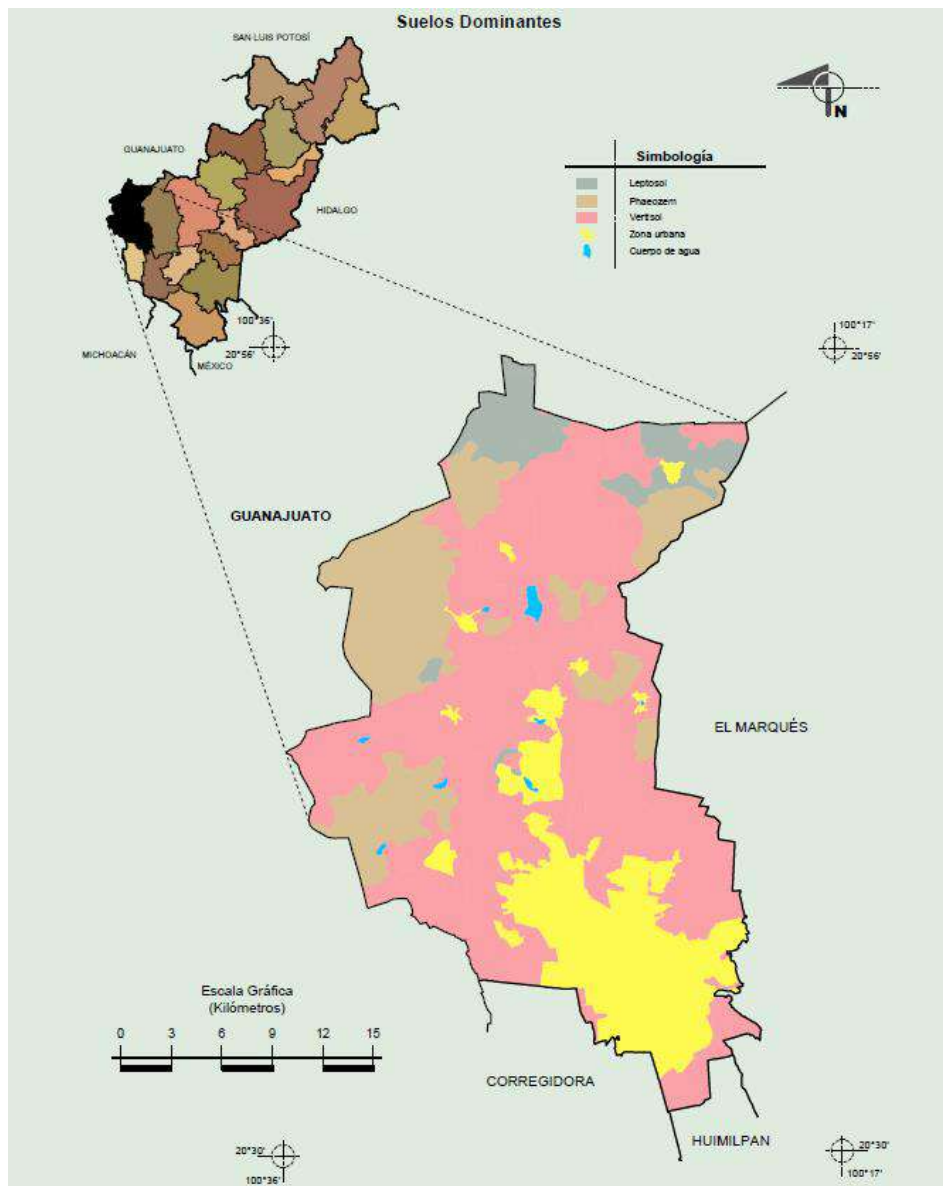 Suelos Dominantes
SAN LUIS POTOSÍ
GUANAJUATO
HIDALGO
MICHOACÁN
MÉXICO
N
Simbología
Leptosol
Phaeozem
Vertisol
Zona urbana
Cuerpo de agua
100°36'
20°56'
100°17'
20°56'
GUANAJUATO
EL MARQUÉS
Escala Gráfica
(Kilómetros)
0 3 6 9 12 15
CORREGIDORA
HUIMILPAN
20°30'
100°36'
20°30'
100°17'